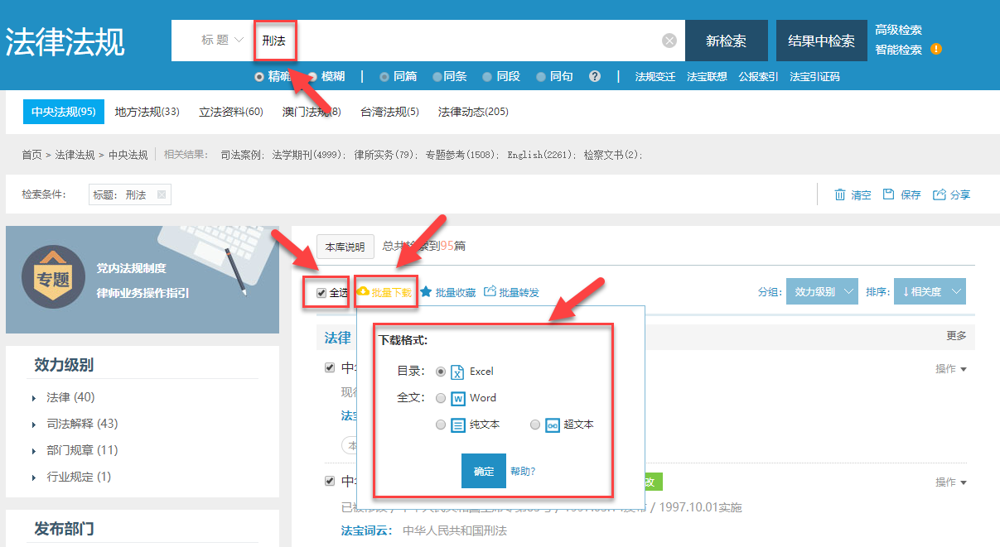 法律法规
标题 刑法
新检索 结果中检索
高级检索
智能检索
精确 模糊 | 同篇 同条 同段 同句 ? | 法规变迁 法宝联想 公报索引 法宝引证码
中央法规(95) 地方法规(33) 立法资料(60) 澳门法规(8) 台湾法规(5) 法律动态(205)
首页 > 法律法规 > 中央法规 | 相关结果: 司法案例; 法学期刊(4999); 律所实务(79); 专题参考(1508); English(2261); 检察文书(2);
检索条件: 标题: 刑法
清空 保存 分享
专题
党内法规制度
律师业务操作指引
本库说明 总共检索到95篇
全选 批量下载 批量收藏 批量转发
分组: 效力级别 排序: ↓相关度
法律 更多
下载格式:
目录: Excel
全文: Word
纯文本 超文本
确定 帮助?
效力级别
法律 (40)
司法解释 (43)
部门规章 (11)
行业规定 (1)
发布部门
中 操作
现行
法宝
本
中 改 操作
/ 1997.10.01实施
法宝词云: 中华人民共和国刑法